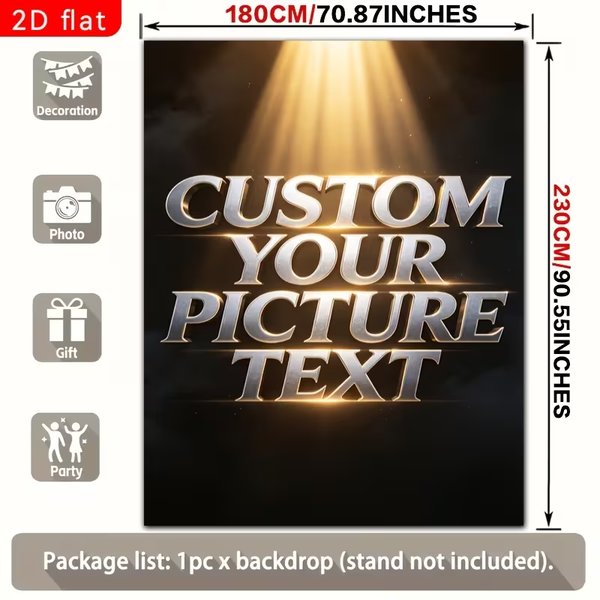 2D flat
180CM/70.87INCHES
Decoration
Photo
Gift
Party
CUSTOM
YOUR
PICTURE
TEXT
230CM/90.55INCHES
Package list: 1pc x backdrop (stand not included).